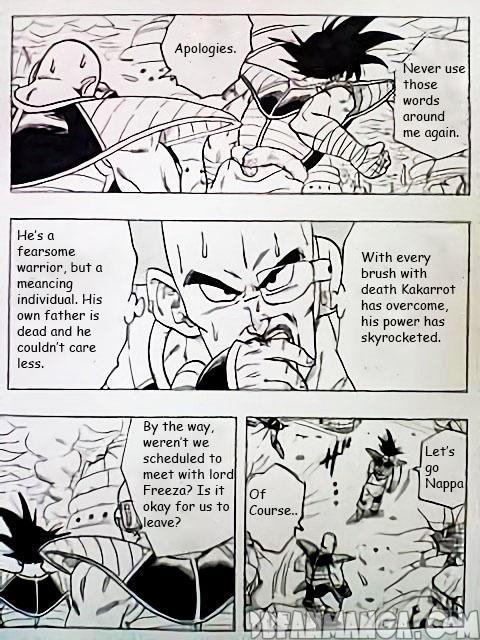 Apologies.
Never use
those
words
around
me again.
He's a
fearsome
warrior, but a
meancing
individual. His
own father is
dead and he
couldn't care
less.
With every
brush with
death Kakarrot
has overcome,
his power has
skyrocketed.
By the way,
weren't we
scheduled to
meet with lord
Freeza? Is it
okay for us to
leave?
Let's
go
Nappa
Of
Course..
DBZALMANGA.COM